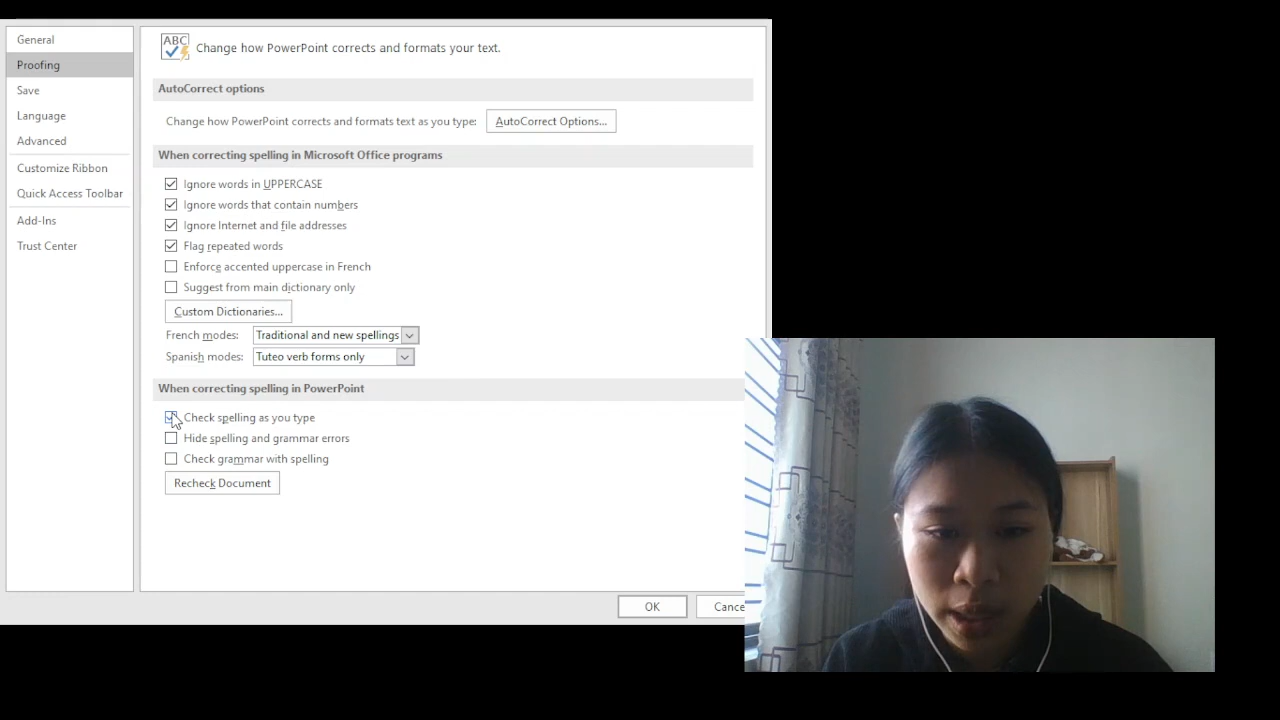 General
Proofing
Save
Language
Advanced
Customize Ribbon
Quick Access Toolbar
Add-Ins
Trust Center
ABC
Change how PowerPoint corrects and formats your text.
AutoCorrect options
Change how PowerPoint corrects and formats text as you type: AutoCorrect Options...
When correcting spelling in Microsoft Office programs
Ignore words in UPPERCASE
Ignore words that contain numbers
Ignore Internet and file addresses
Flag repeated words
Enforce accented uppercase in French
Suggest from main dictionary only
Custom Dictionaries...
French modes: Traditional and new spellings
Spanish modes: Tuteo verb forms only
When correcting spelling in PowerPoint
Check spelling as you type
Hide spelling and grammar errors
Check grammar with spelling
Recheck Document
OK Cance